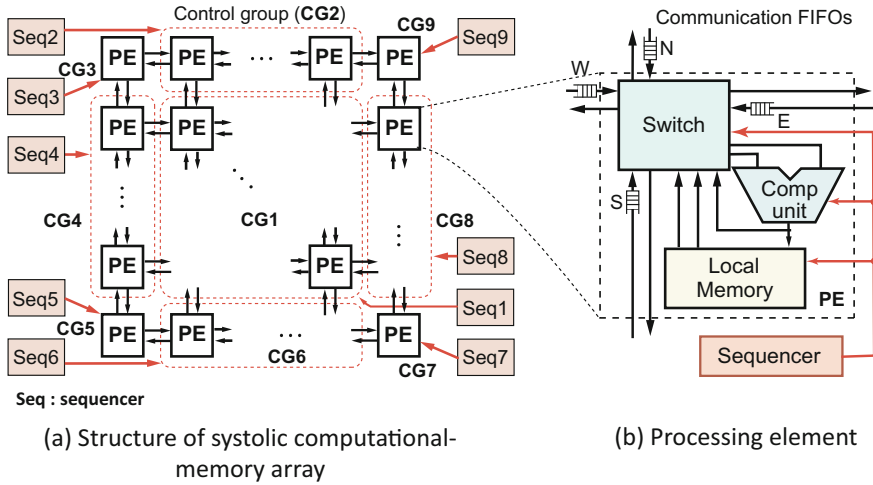 Control group (CG2)
Seq2
CG9
Seq9
PE
PE
...
PE
PE
CG3
Seq3
Seq4
PE
PE
PE
CG4
CG1
CG8
Seq8
PE
PE
Seq5
Seq1
CG5
PE
PE
...
PE
Seq6
CG6
CG7
Seq7
Seq : sequencer
(a) Structure of systolic computational-
memory array
Communication FIFOs
N
W
Switch
E
S
Comp
unit
Local
Memory
PE
Sequencer
(b) Processing element